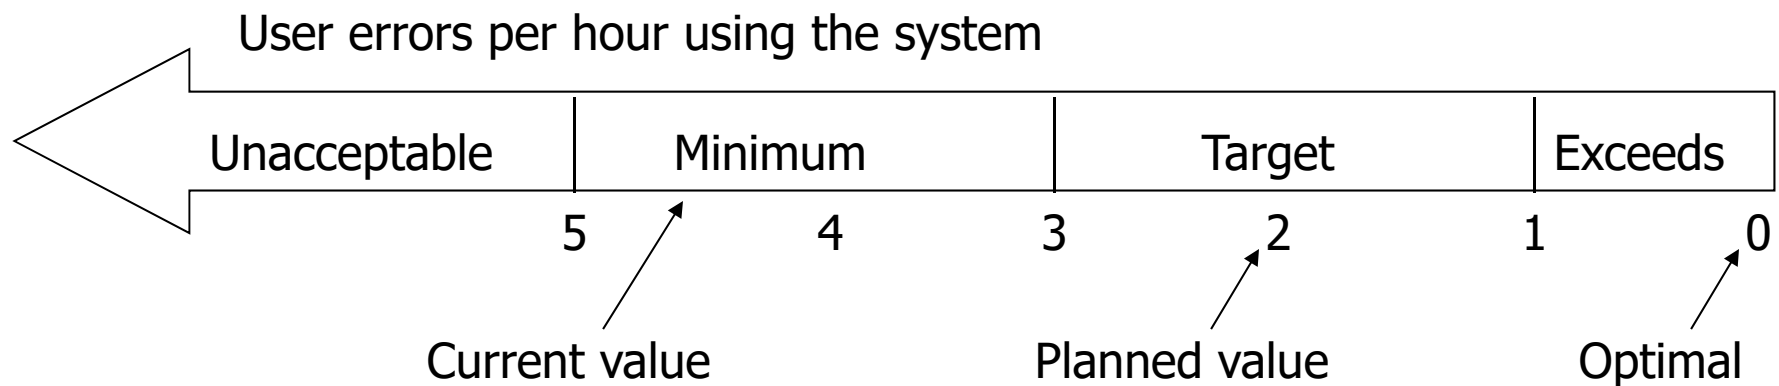 User errors per hour using the system
Unacceptable Minimum Target Exceeds
5 4 3 2 1 0
Current value Planned value Optimal